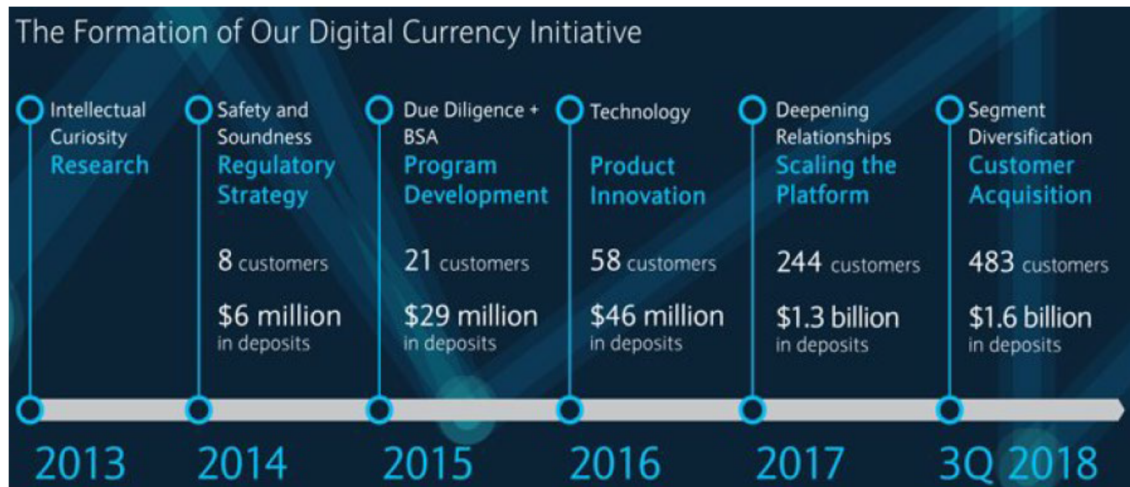 The Formation of Our Digital Currency Initiative
Intellectual
Curiosity
Research
Safety and
Soundness
Regulatory
Strategy
8 customers
$6 million
in deposits
Due Diligence +
BSA
Program
Development
21 customers
$29 million
in deposits
Technology
Product
Innovation
58 customers
$46 million
in deposits
Deepening
Relationships
Scaling the
Platform
244 customers
$1.3 billion
in deposits
Segment
Diversification
Customer
Acquisition
483 customers
$1.6 billion
in deposits
2013
2014
2015
2016
2017
3Q 2018